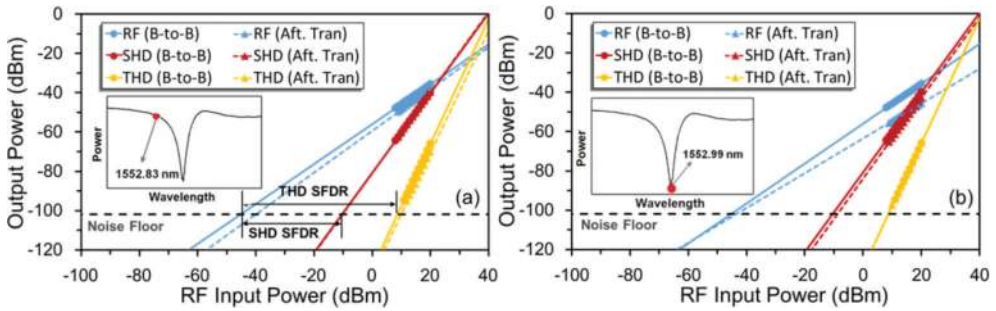 Output Power (dBm)
0
-20
-40
-60
-80
-100
-120
RF (B-to-B)
RF (Aft. Tran)
SHD (B-to-B)
SHD (Aft. Tran)
THD (B-to-B)
THD (Aft. Tran)
Power
1552.83 nm
Wavelength
THD SFDR
(a)
Noise Floor
SHD SFDR
-100 -80 -60 -40 -20 0 20 40
RF Input Power (dBm)
Output Power (dBm)
0
-20
-40
-60
-80
-100
-120
RF (B-to-B)
RF (Aft. Tran)
SHD (B-to-B)
SHD (Aft. Tran)
THD (B-to-B)
THD (Aft. Tran)
Power
1552.99 nm
Wavelength
(b)
Noise Floor
-100 -80 -60 -40 -20 0 20 40
RF Input Power (dBm)